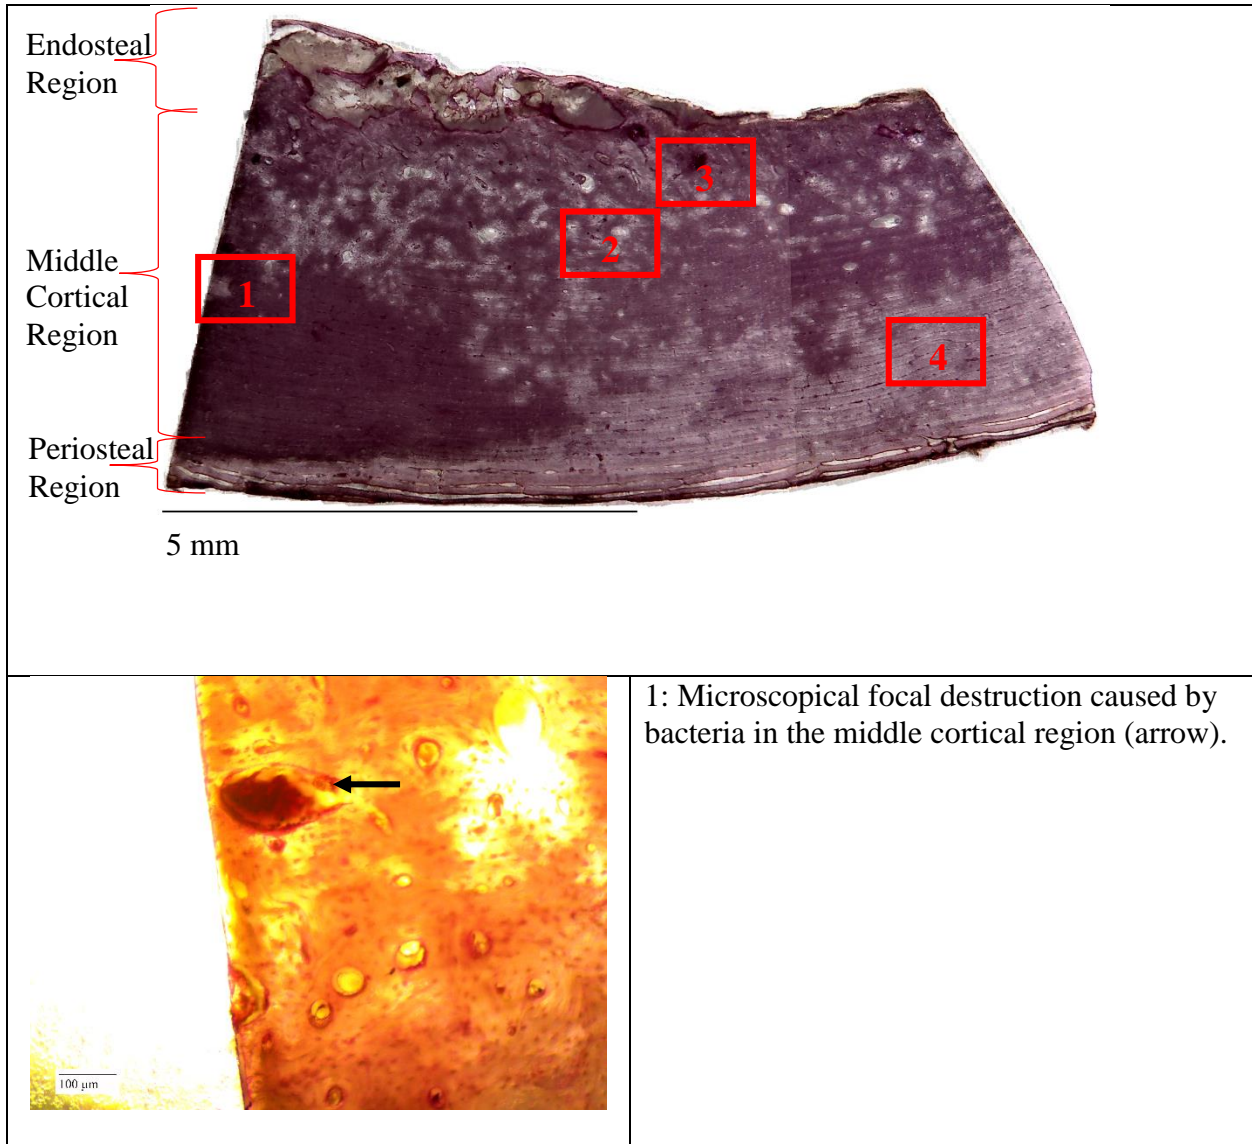 Endosteal
Region
3
2
Middle
Cortical
Region
1
4
Periosteal
Region
5 mm
1: Microscopical focal destruction caused by
bacteria in the middle cortical region (arrow).
100 µm